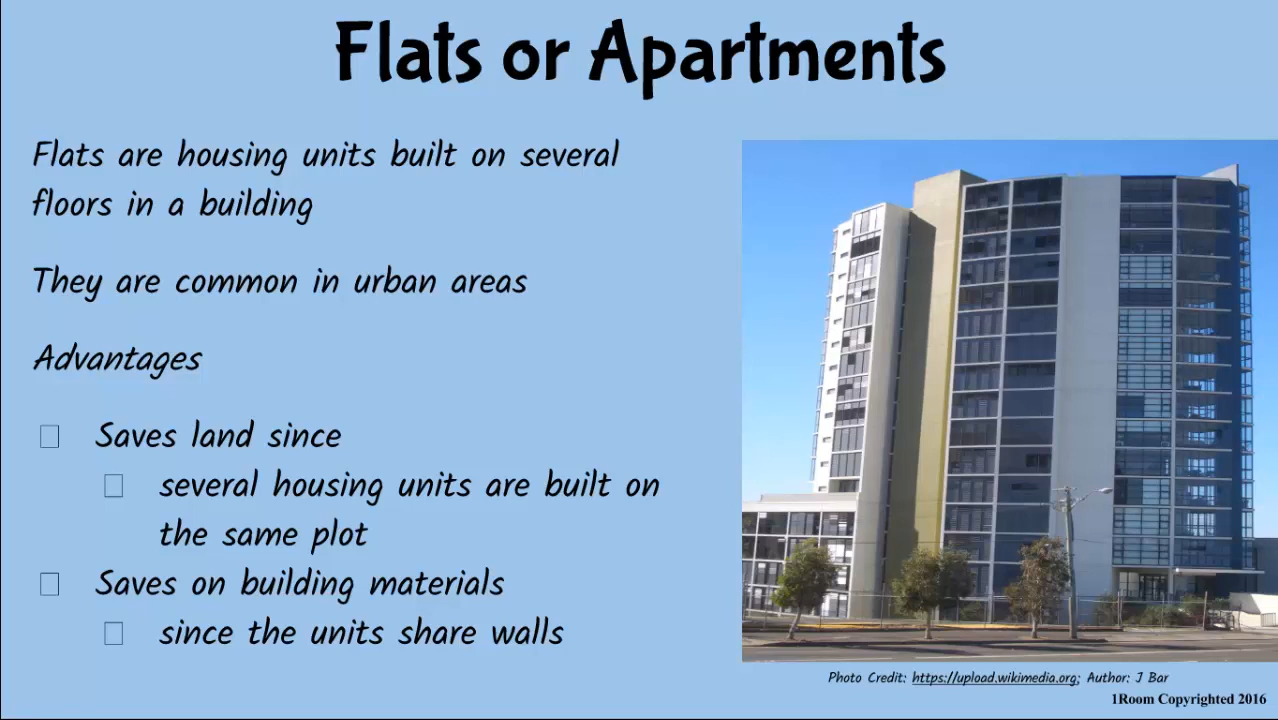 Flats or Apartments
Flats are housing units built on several
floors in a building
They are common in urban areas
Advantages
Saves land since
several housing units are built on
the same plot
Saves on building materials
since the units share walls
Photo Credit: https://upload.wikimedia.org; Author: J Bar
1Room Copyrighted 2016